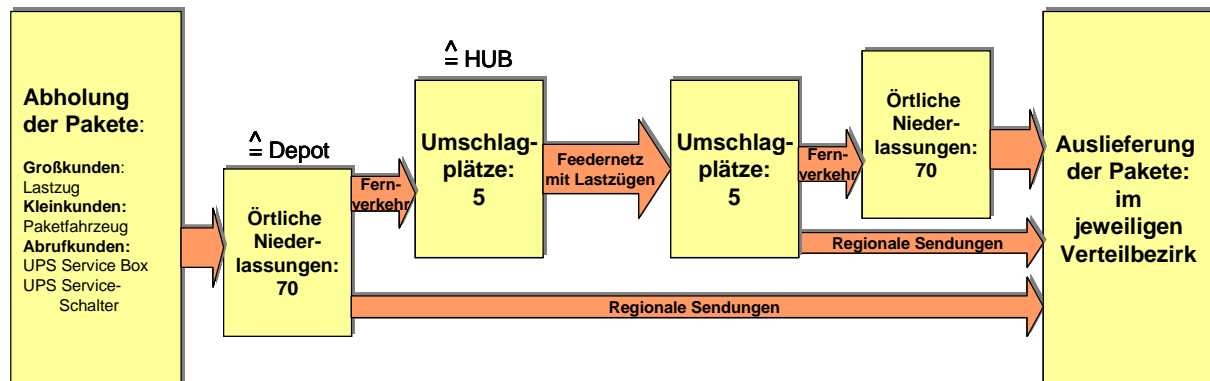 Abholung
der Pakete:
Großkunden:
Lastzug
Kleinkunden:
Paketfahrzeug
Abrufkunden:
UPS Service Box
UPS Service-
Schalter
^
= Depot
Örtliche
Nieder-
lassungen:
70
Fern-
verkehr
^
= HUB
Umschlag-
plätze:
5
Feedernetz
mit Lastzügen
Umschlag-
plätze:
5
Fern-
verkehr
Örtliche
Nieder-
lassungen:
70
Regionale Sendungen
Regionale Sendungen
Auslieferung
der Pakete:
im
jeweiligen
Verteilbezirk